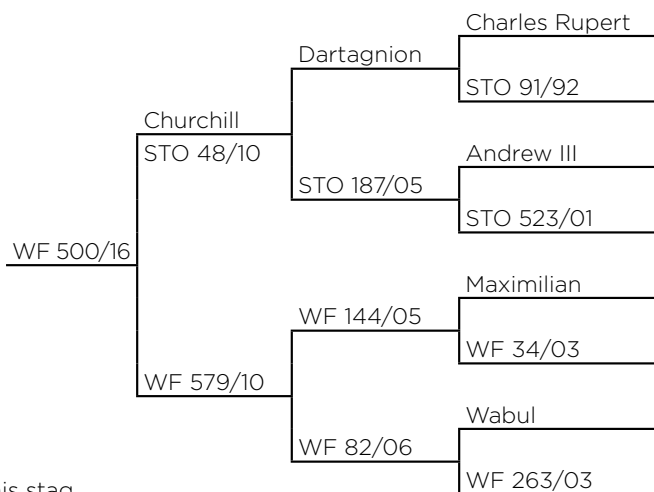 Charles Rupert
Dartagnion
STO 91/92
Churchill
STO 48/10
Andrew III
STO 187/05
STO 523/01
WF 500/16
Maximilian
WF 144/05
WF 34/03
WF 579/10
Wabul
WF 82/06
WF 263/03
stag